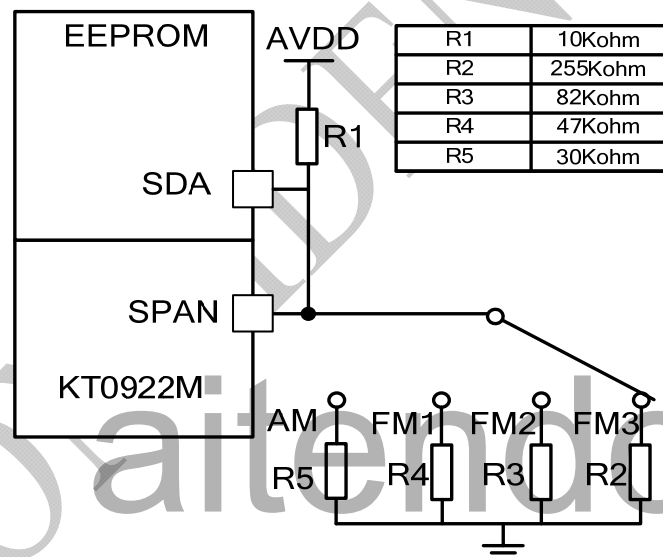 EEPROM
AVDD
R1 10Kohm
R2 255Kohm
R3 82Kohm
R4 47Kohm
R5 30Kohm
R1
SDA
SPAN
KT0922M
AM FM1 FM2 FM3
R5 R4 R3 R2
aitendo